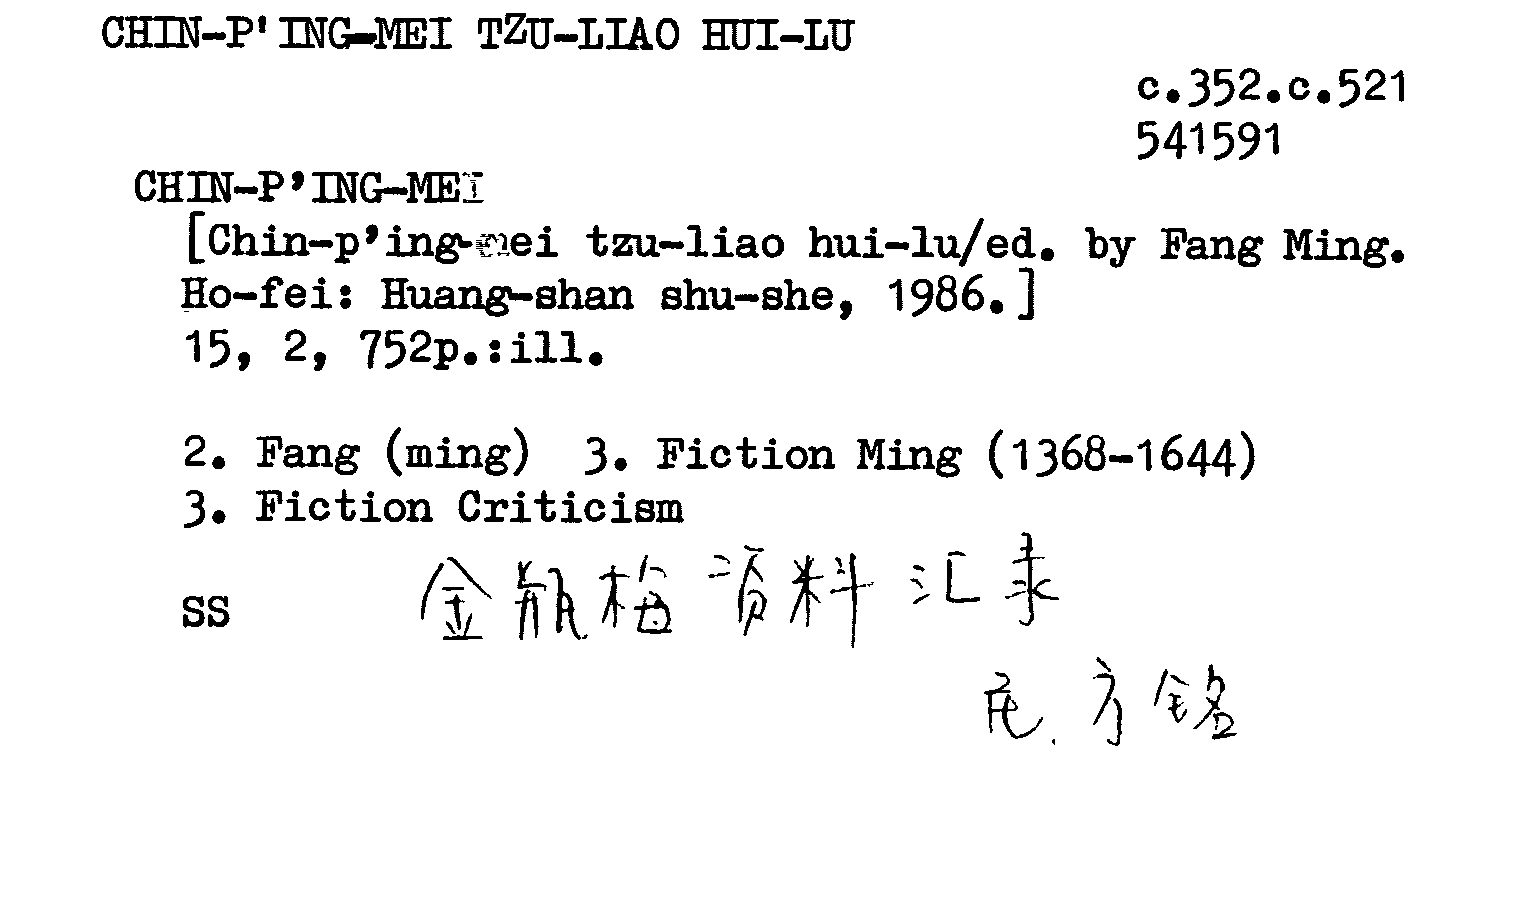 CHIN-P'ING-MEI TZU-LIAO HUI-LU
c.352.c.521
541591
CHIN-P'ING-MEI
[Chin-p'ing-mei tzu-liao hui-lu/ed. by Fang Ming.
Ho-fei: Huang-shan shu-she, 1986.]
15, 2, 752p.:ill.
2. Fang (ming) 3. Fiction Ming (1368-1644)
3. Fiction Criticism
SS
金瓶梅资料汇录
方铭